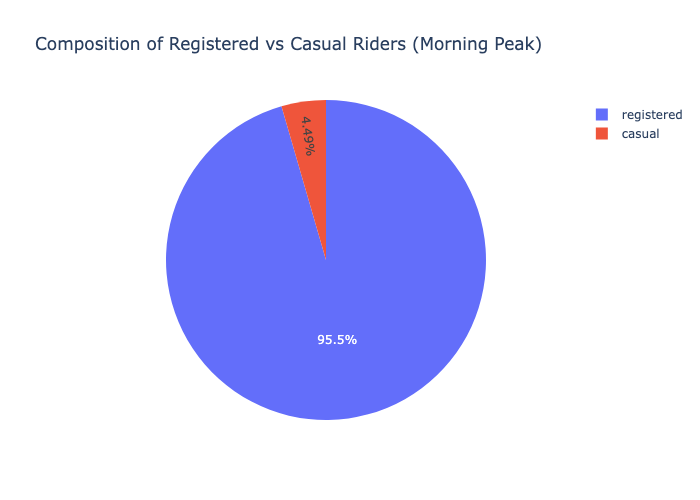 Composition of Registered vs Casual Riders (Morning Peak)
registered
casual
4.49%
95.5%